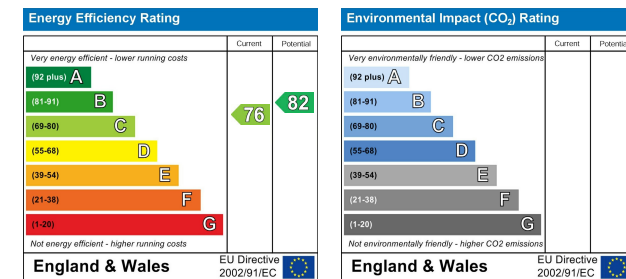 Energy Efficiency Rating
Current Potential
Very energy efficient - lower running costs
(92 plus) A
(81-91) B
(69-80) C
(55-68) D
(39-54) E
(21-38) F
(1-20) G
76
82
Not energy efficient - higher running costs
England & Wales
EU Directive
2002/91/EC
Environmental Impact (CO₂) Rating
Current Potential
Very environmentally friendly - lower CO2 emissions
(92 plus) A
(81-91) B
(69-80) C
(55-68) D
(39-54) E
(21-38) F
(1-20) G
Not environmentally friendly - higher CO2 emissions
England & Wales
EU Directive
2002/91/EC